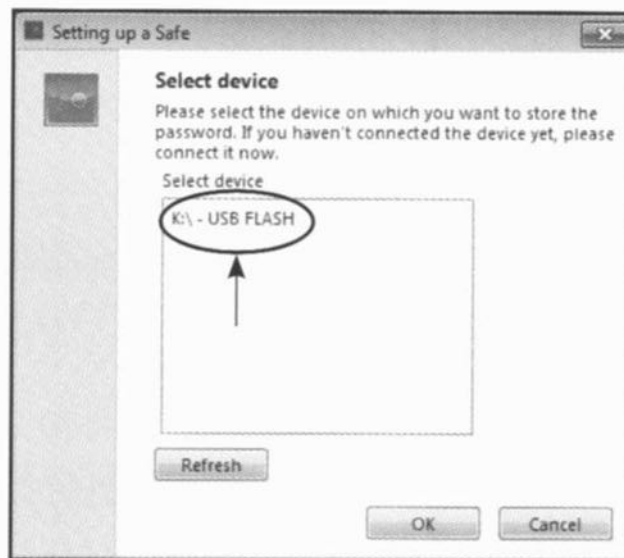 Setting up a Safe
Select device
Please select the device on which you want to store the
password. If you haven't connected the device yet, please
connect it now.
Select device
K:\ - USB FLASH
Refresh
OK
Cancel